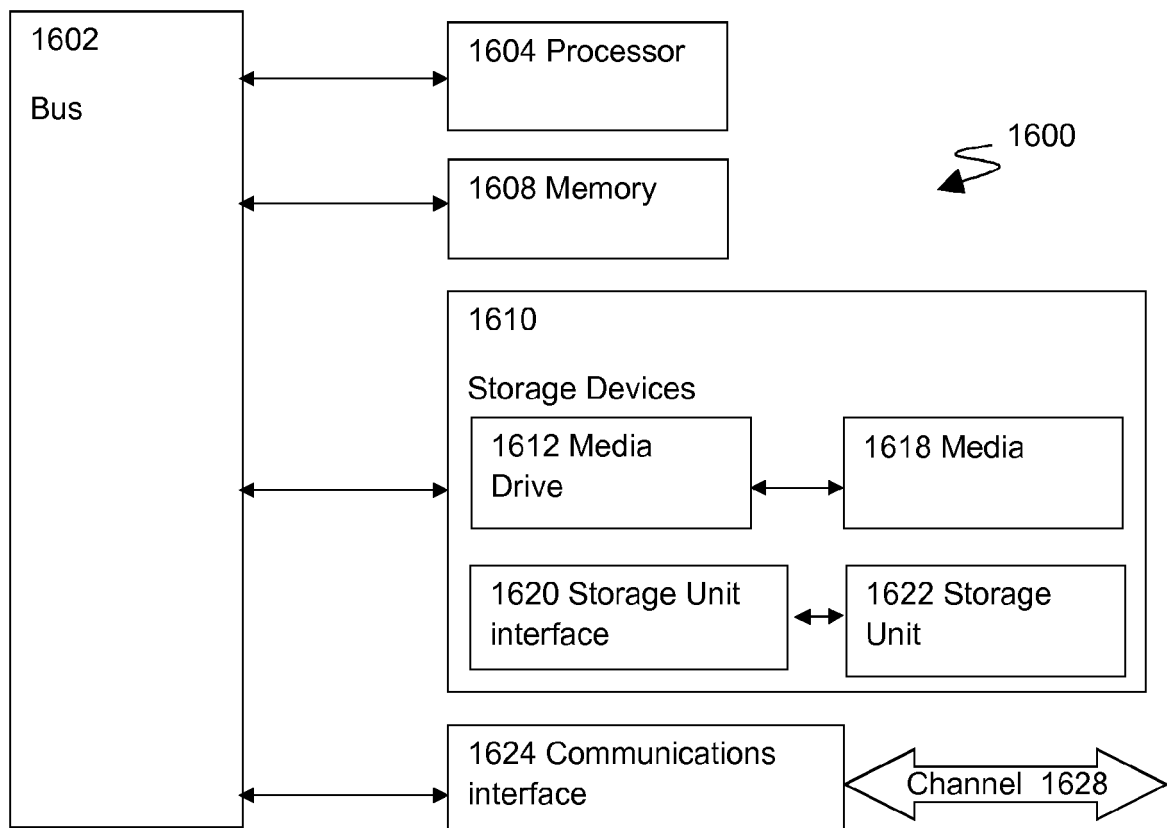 1602
Bus
1604 Processor
1600
1608 Memory
1610
Storage Devices
1612 Media
Drive
1618 Media
1620 Storage Unit
interface
1622 Storage
Unit
1624 Communications
interface
Channel 1628